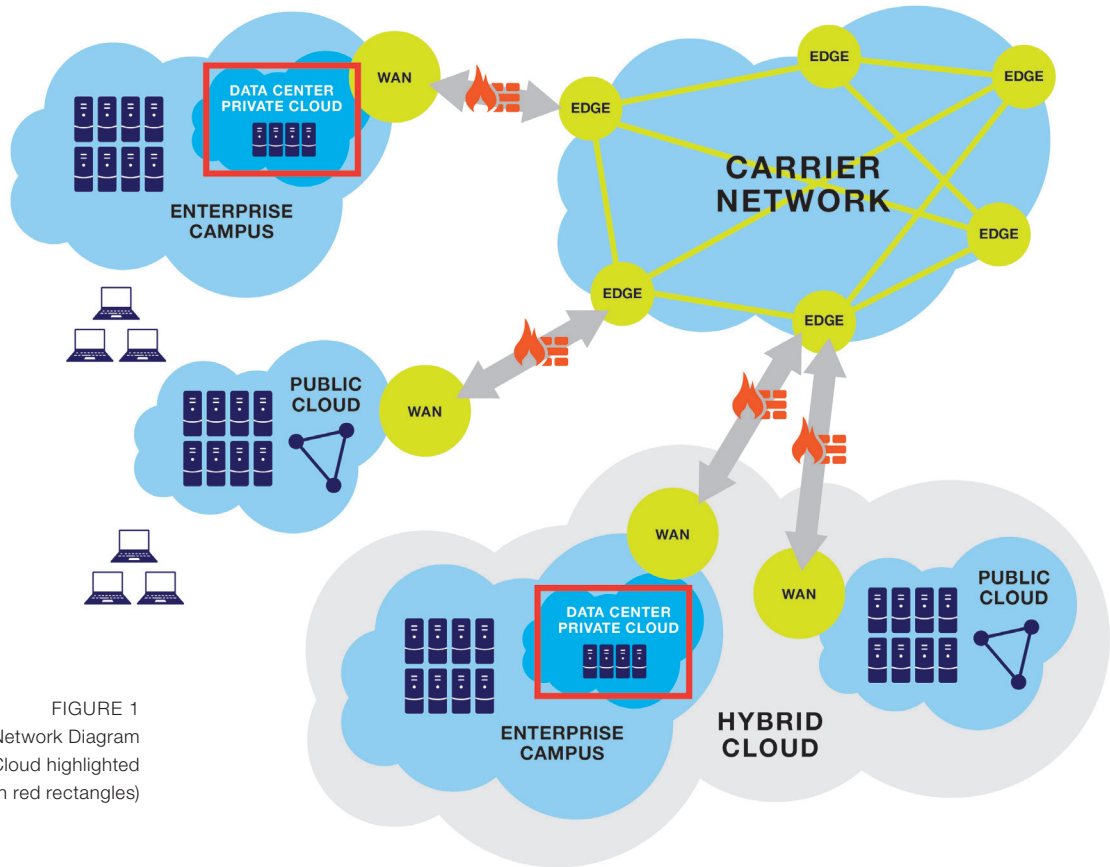 WAN
DATA CENTER
PRIVATE CLOUD
ENTERPRISE
CAMPUS
EDGE
EDGE
EDGE
CARRIER
NETWORK
EDGE
EDGE
EDGE
PUBLIC
CLOUD
WAN
WAN
WAN
PUBLIC
CLOUD
DATA CENTER
PRIVATE CLOUD
ENTERPRISE
CAMPUS
HYBRID
CLOUD
FIGURE 1
Network Diagram
Cloud highlighted
red rectangles)